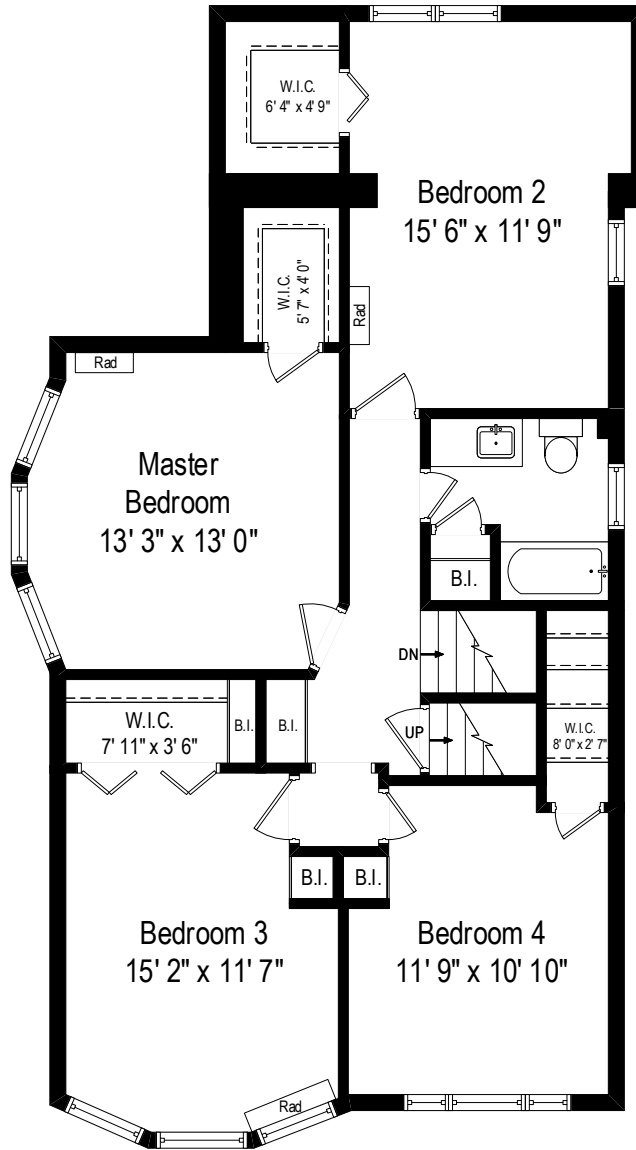 W.I.C.
6' 4" x 4' 9"
Bedroom 2
15' 6" x 11' 9"
W.I.C.
5' 7" x 4' 0"
Rad
Rad
Master
Bedroom
13' 3" x 13' 0"
B.I.
DN
UP
W.I.C.
8' 0" x 2' 7"
W.I.C.
7' 11" x 3' 6"
B.I.
B.I.
B.I.
B.I.
Bedroom 3
15' 2" x 11' 7"
Bedroom 4
11' 9" x 10' 10"
Rad